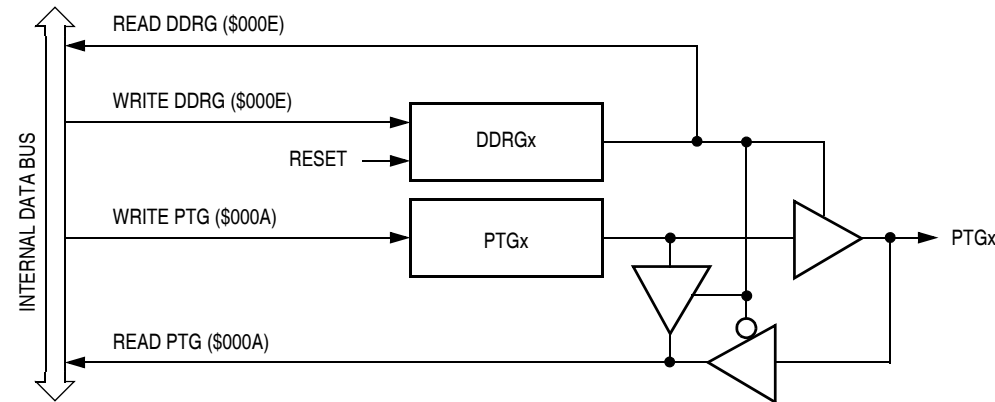 READ DDRG ($000E)
WRITE DDRG ($000E)
DDRGx
RESET
WRITE PTG ($000A)
PTGx
PTGx
READ PTG ($000A)
INTERNAL DATA BUS